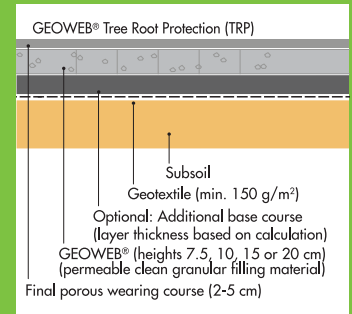 GEOWEB® Tree Root Protection (TRP)
Subsoil
Geotextile (min. 150 g/m²)
Optional: Additional base course
(layer thickness based on calculation)
GEOWEB® (heights 7.5, 10, 15 or 20 cm)
(permeable clean granular filling material)
Final porous wearing course (2-5 cm)